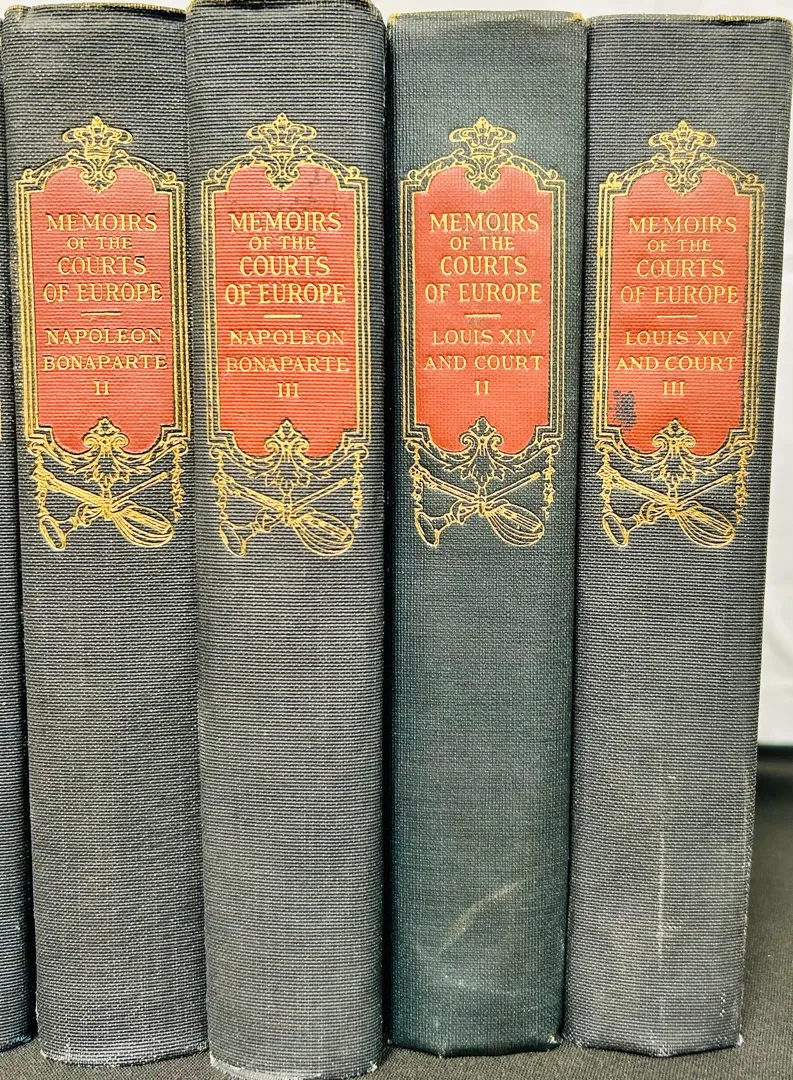 MEMOIRS
OF THE
COURTS
OF EUROPE
NAPOLEON
BONAPARTE
II
MEMOIRS
OF THE
COURTS
OF EUROPE
NAPOLEON
BONAPARTE
III
MEMOIRS
OF THE
COURTS
OF EUROPE
LOUIS XIV
AND COURT
II
MEMOIRS
OF THE
COURTS
OF EUROPE
LOUIS XIV
AND COURT
III